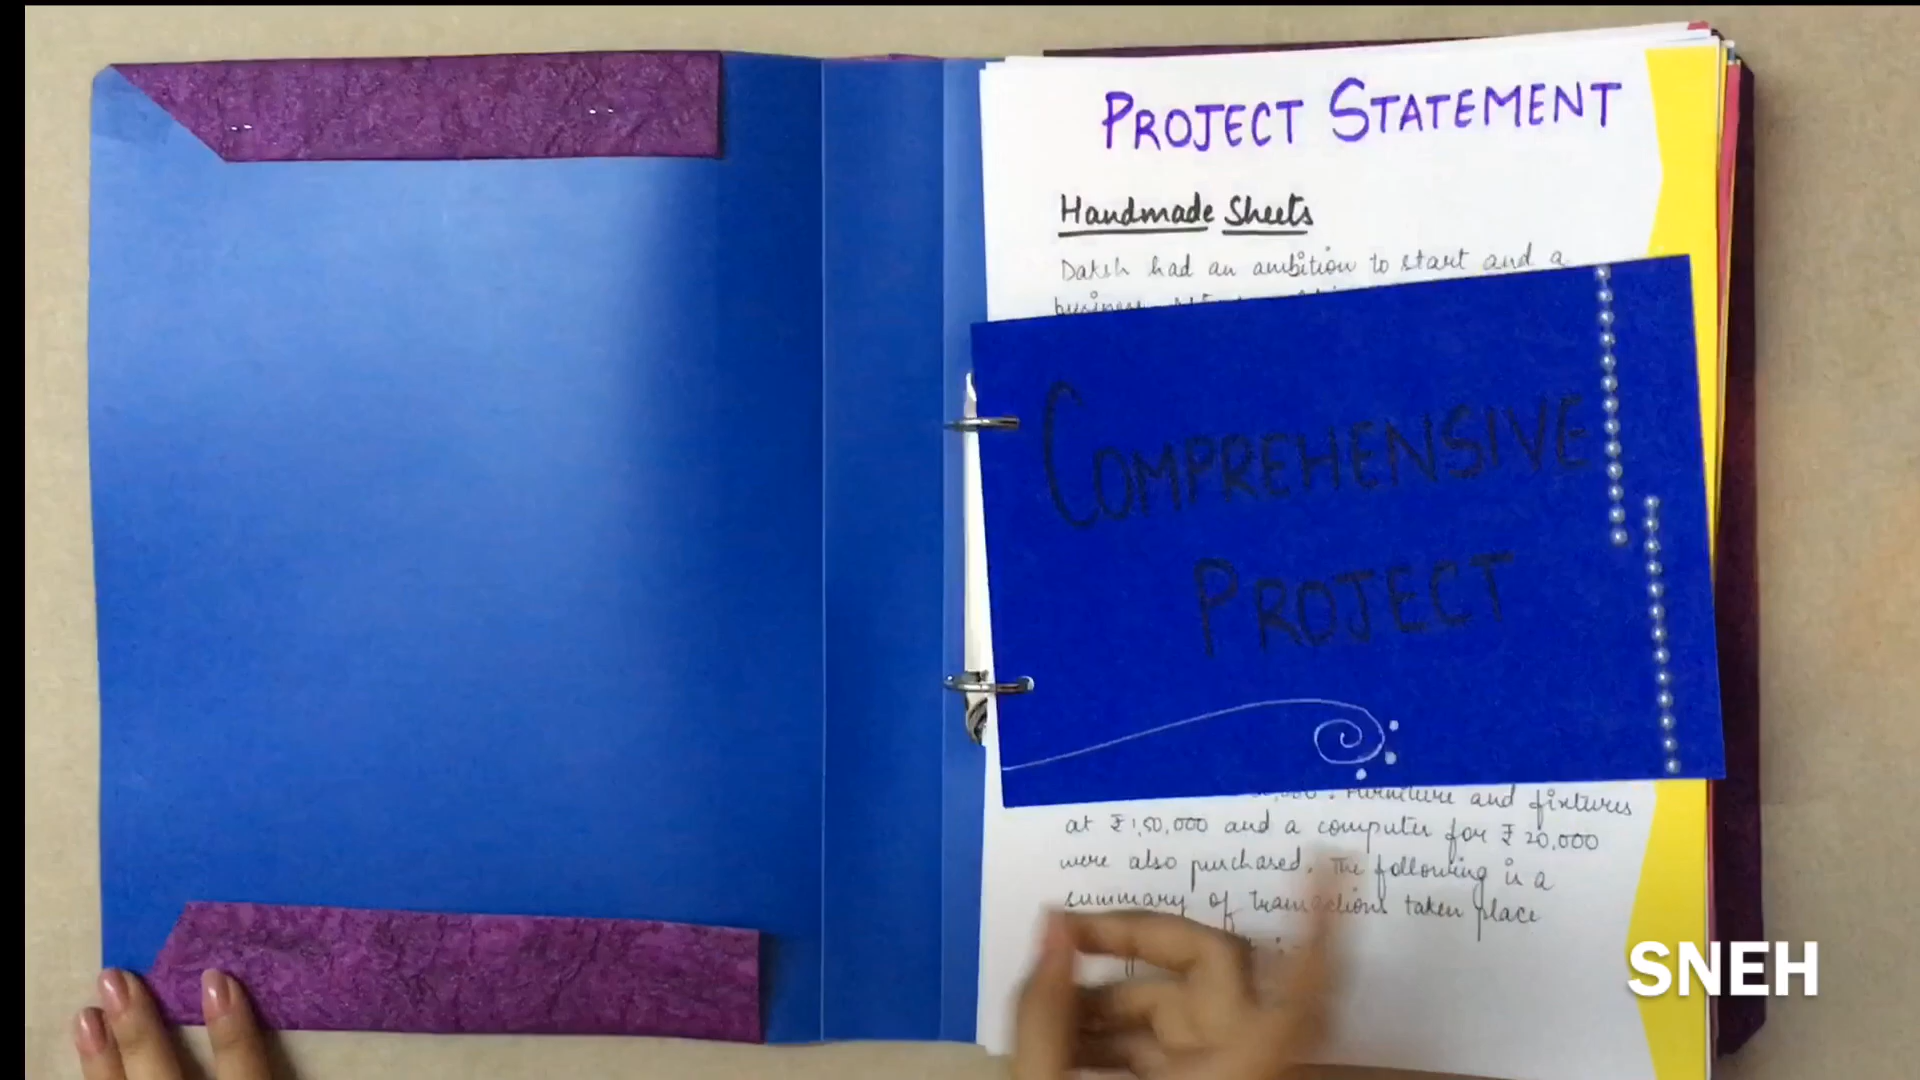 PROJECT STATEMENT
Handmade Sheets
Daksh had an ambition to start and a
business
COMPREHENSIVE
PROJECT
Furniture and fixtures
at ₹1,50,000 and a computer for ₹20,000
were also purchased. The following is a
summary of transactions taken place
SNEH